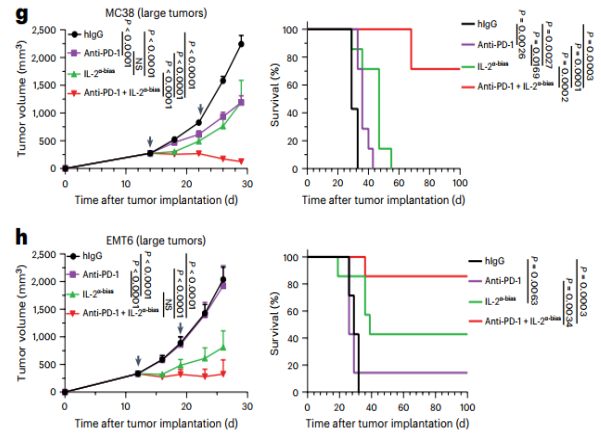 g
MC38 (large tumors)
Tumor volume (mm³)
2,500
2,000
1,500
1,000
500
0
hIgG
Anti-PD-1
IL-2α-bias
Anti-PD-1 + IL-2α-bias
P < 0.0001
P < 0.0001
NS
P < 0.0001
P < 0.0001
P < 0.0001
0
10
20
30
Time after tumor implantation (d)
Survival (%)
100
80
60
40
20
0
hIgG
Anti-PD-1
IL-2α-bias
Anti-PD-1 + IL-2α-bias
P = 0.0026
P = 0.0169
P = 0.0027
P = 0.0002
P = 0.0001
P = 0.0003
0
20
40
60
80
100
Time after tumor implantation (d)
h
EMT6 (large tumors)
Tumor volume (mm³)
2,500
2,000
1,500
1,000
500
0
hIgG
Anti-PD-1
IL-2α-bias
Anti-PD-1 + IL-2α-bias
P < 0.0001
P < 0.0001
NS
P < 0.0001
P < 0.0001
0
10
20
30
Time after tumor implantation (d)
Survival (%)
100
80
60
40
20
0
hIgG
Anti-PD-1
IL-2α-bias
Anti-PD-1 + IL-2α-bias
P = 0.0063
P = 0.0034
P = 0.0003
0
20
40
60
80
100
Time after tumor implantation (d)